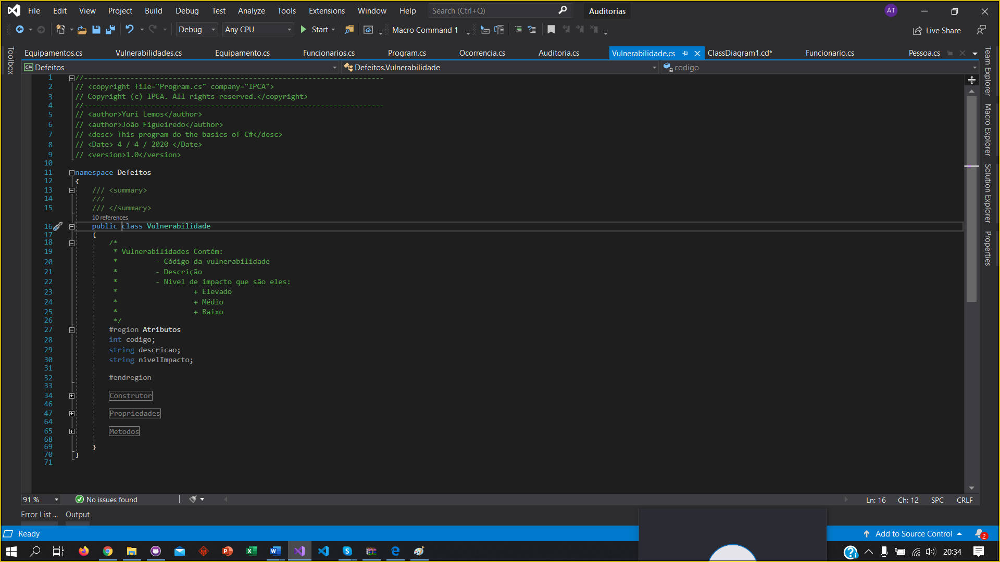 File Edit View Project Build Debug Test Analyze Tools Extensions Window Help Search (Ctrl+Q) Auditorias AT
Debug Any CPU Start Macro Command 1 Live Share
Equipamentos.cs Vulnerabilidades.cs Equipamento.cs Funcionarios.cs Program.cs Ocorrencia.cs Auditoria.cs Vulnerabilidade.cs ClassDiagram1.cd* Funcionario.cs Pessoa.cs
C# Defeitos Defeitos.Vulnerabilidade codigo
Toolbox
Team Explorer
Macro Explorer
Solution Explorer
Properties
1 //-----------------------------------------------------------------------
2 // <copyright file="Program.cs" company="IPCA">
3 // Copyright (c) IPCA. All rights reserved.</copyright>
4 //-----------------------------------------------------------------------
5 // <author>Yuri Lemos</author>
6 // <author>João Figueiredo</author>
7 // <desc> This program do the basics of C#</desc>
8 // <Date> 4 / 4 / 2020 </Date>
9 // <version>1.0</version>
10
11 namespace Defeitos
12 {
13 /// <summary>
14 ///
15 /// </summary>
10 references
16 public class Vulnerabilidade
17 {
18 /*
19 * Vulnerabilidades Contém:
20 * - Código da vulnerabilidade
21 * - Descrição
22 * - Nivel de impacto que são eles:
23 * + Elevado
24 * + Médio
25 * + Baixo
26 */
27 #region Atributos
28 int codigo;
29 string descricao;
30 string nivelImpacto;
31
32 #endregion
33
34 Construtor
46
47 Propriedades
64
65 Metodos
68
69 }
70 }
71
91 % No issues found Ln: 16 Ch: 12 SPC CRLF
Error List ... Output
Ready Add to Source Control 2
20:34